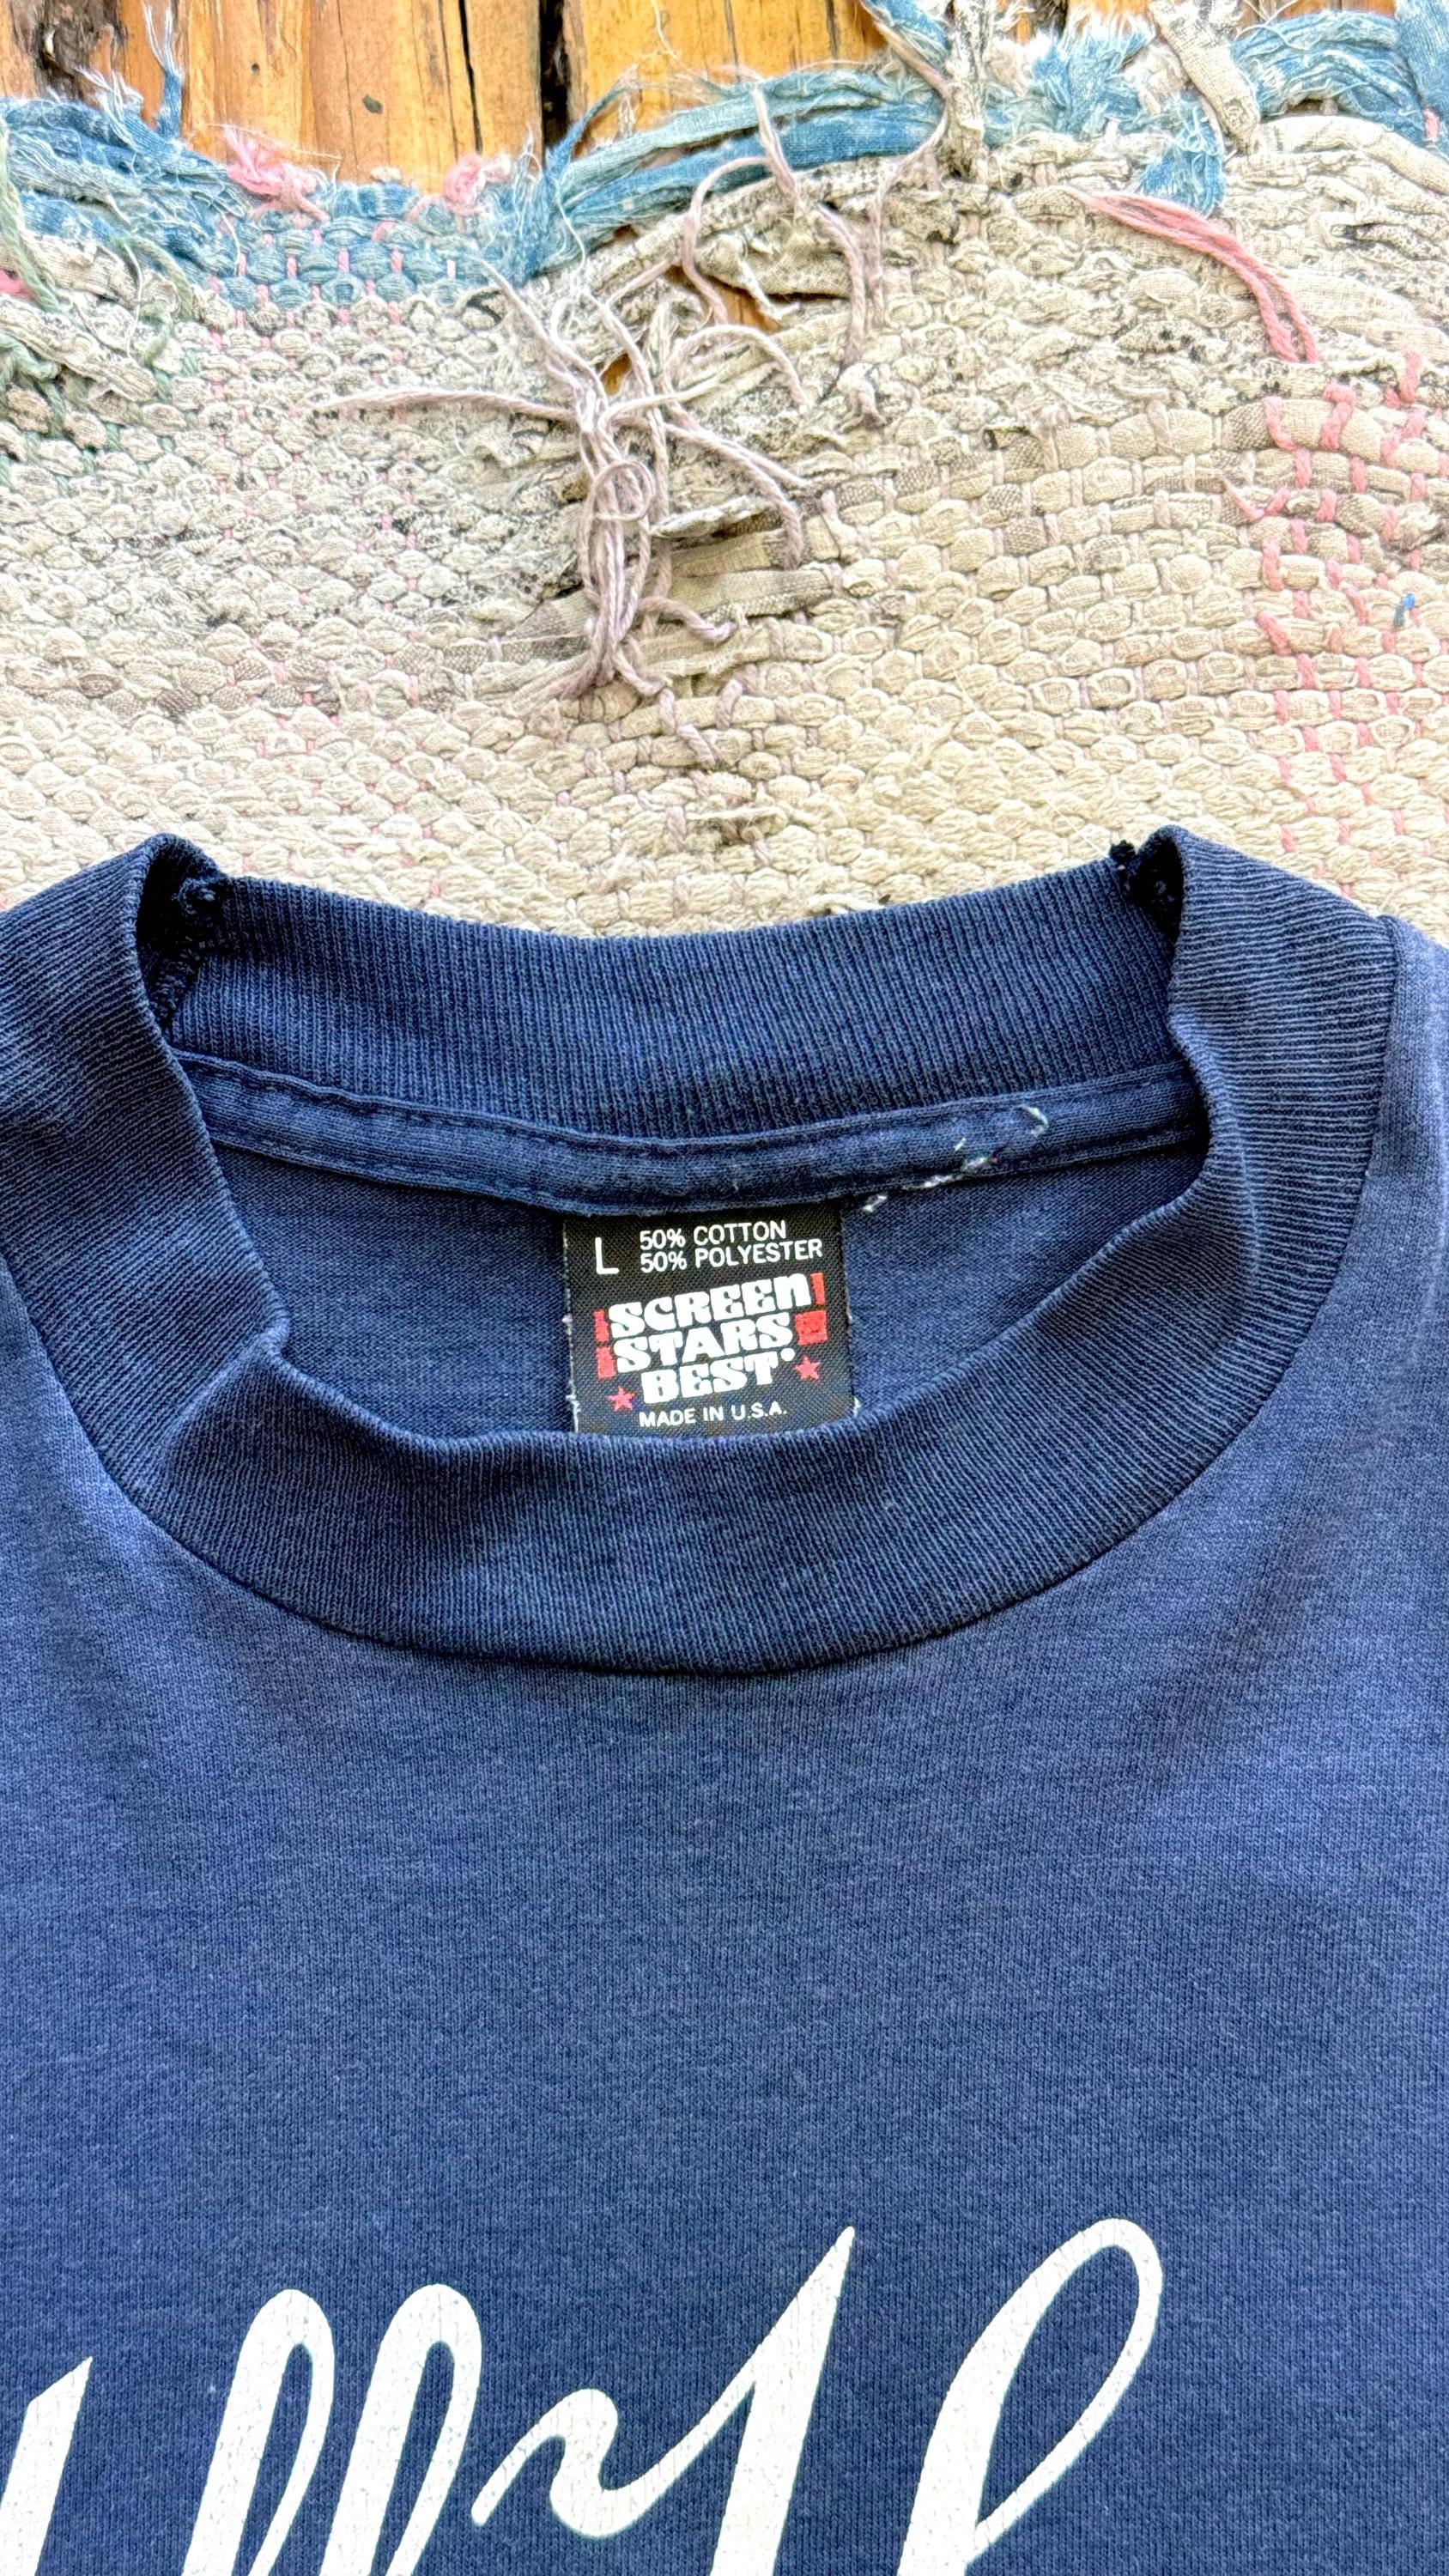 L 50% COTTON
50% POLYESTER
SCREEN
STARS
BEST
MADE IN U.S.A.